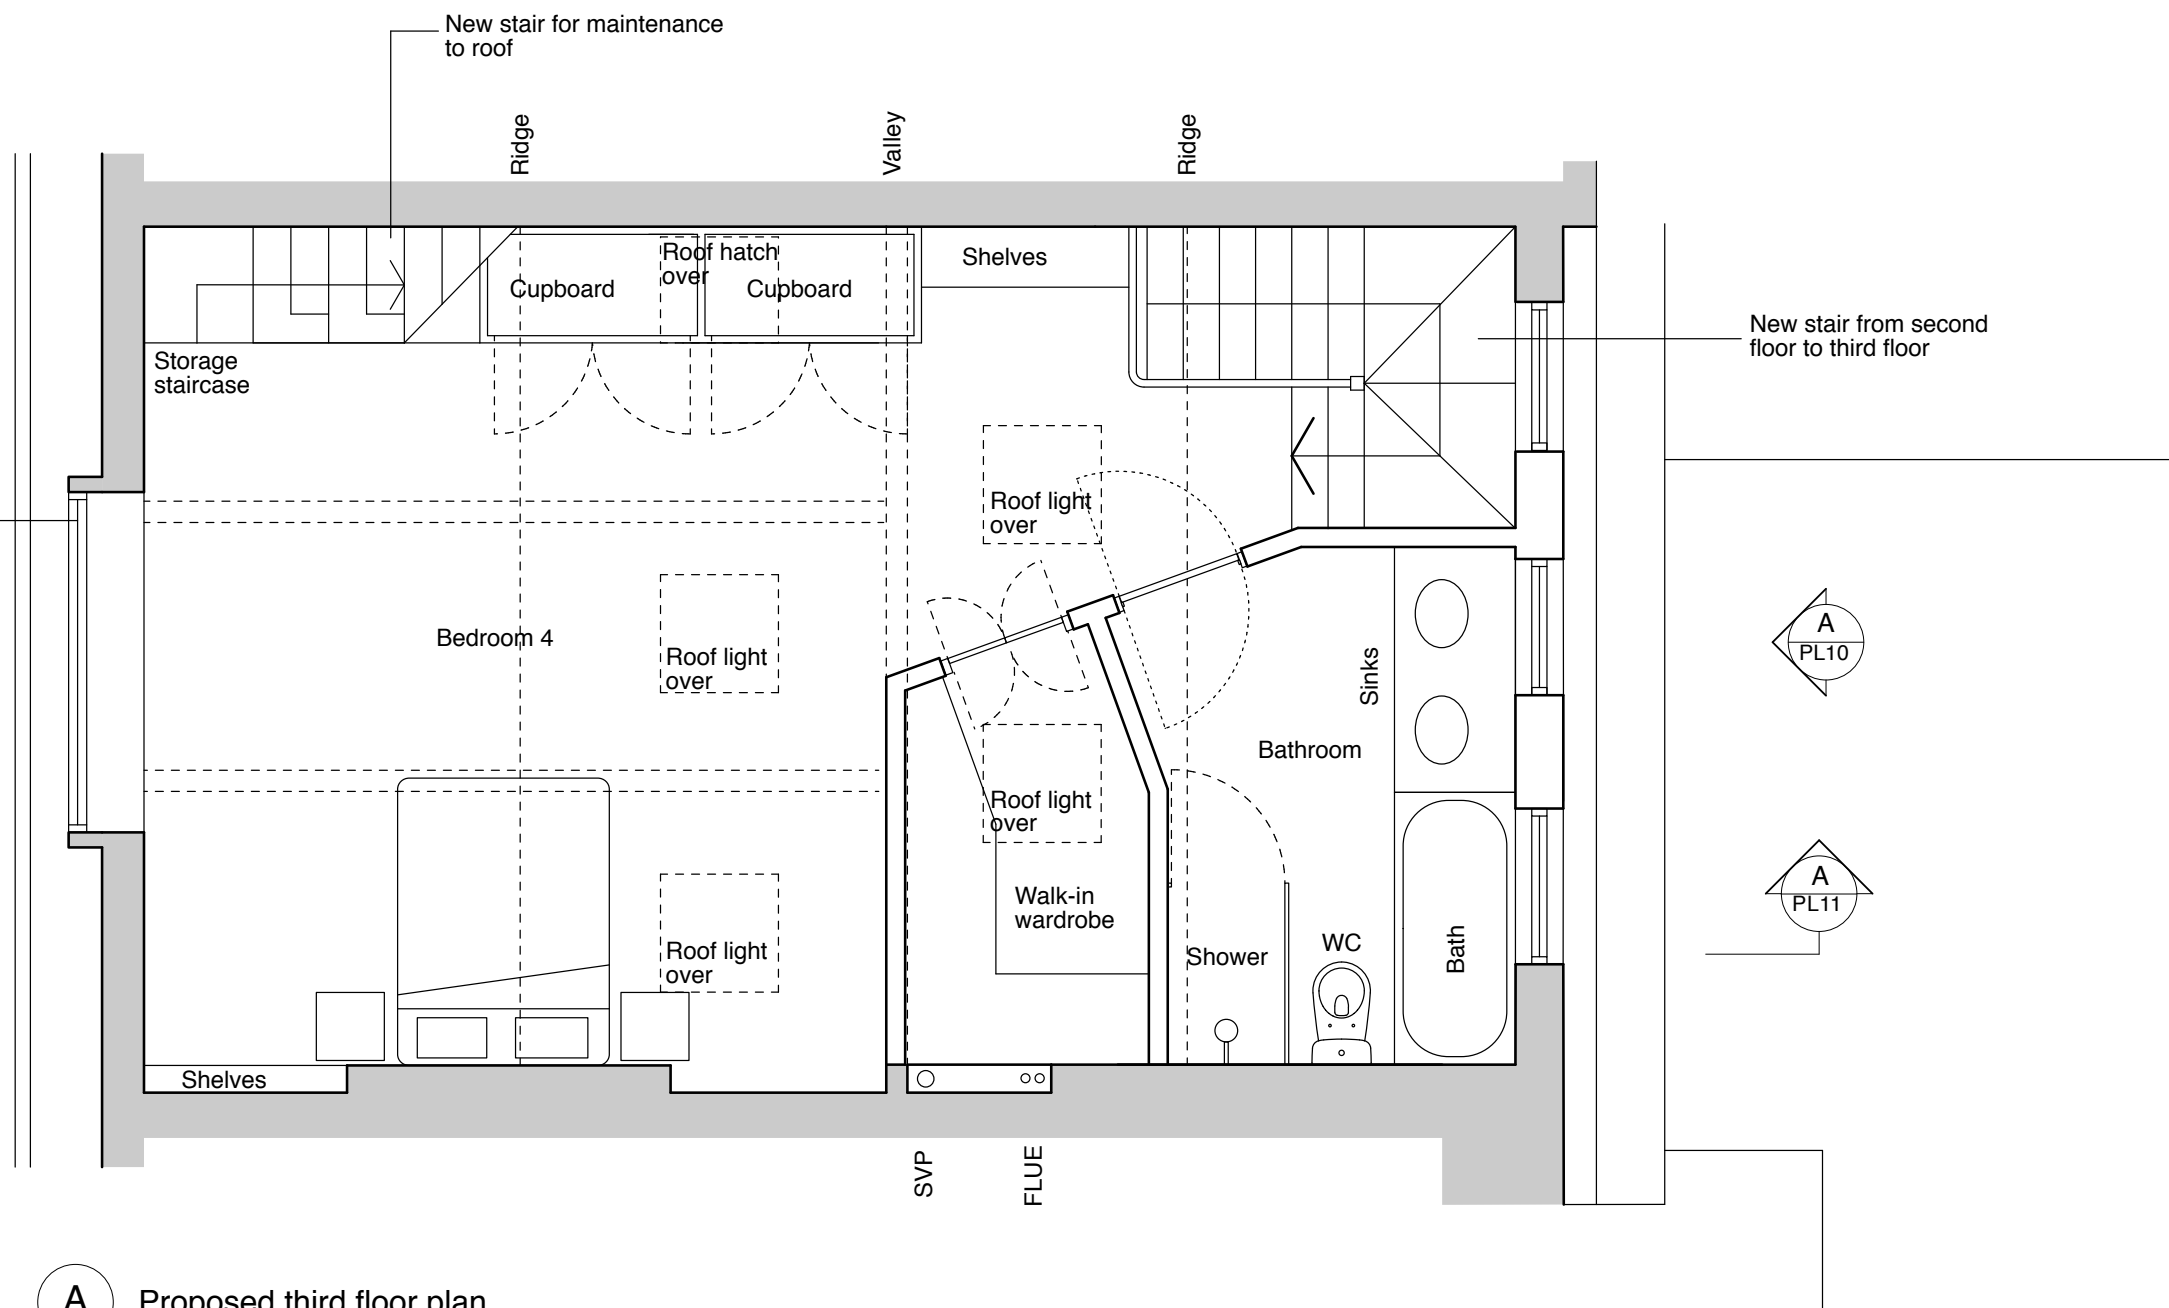 New stair for maintenance
to roof
Ridge
Valley
Ridge
Roof hatch
over
Cupboard
Cupboard
Shelves
Storage
staircase
New stair from second
floor to third floor
Roof light
over
Bedroom 4
Roof light
over
Sinks
A
PL10
Bathroom
Roof light
over
Walk-in
wardrobe
A
PL11
Roof light
over
Shower
WC
Bath
Shelves
SVP
FLUE
A
Proposed third floor plan